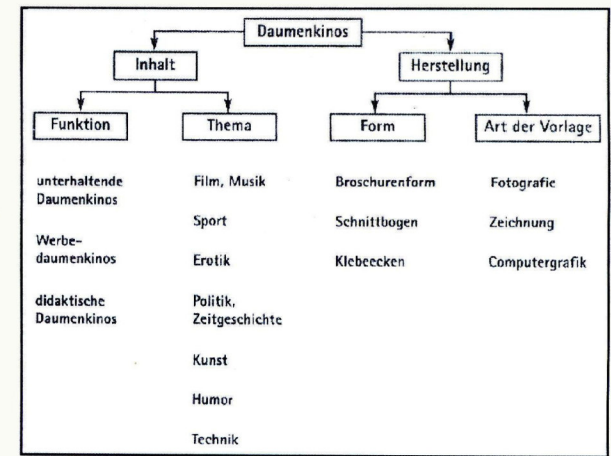 Daumenkinos
Inhalt
Herstellung
Funktion
Thema
Form
Art der Vorlage
unterhaltende
Daumenkinos
Werbe-
daumenkinos
didaktische
Daumenkinos
Film, Musik
Sport
Erotik
Politik,
Zeitgeschichte
Kunst
Humor
Technik
Broschurenform
Schnittbogen
Klebeecken
Fotografie
Zeichnung
Computergrafik